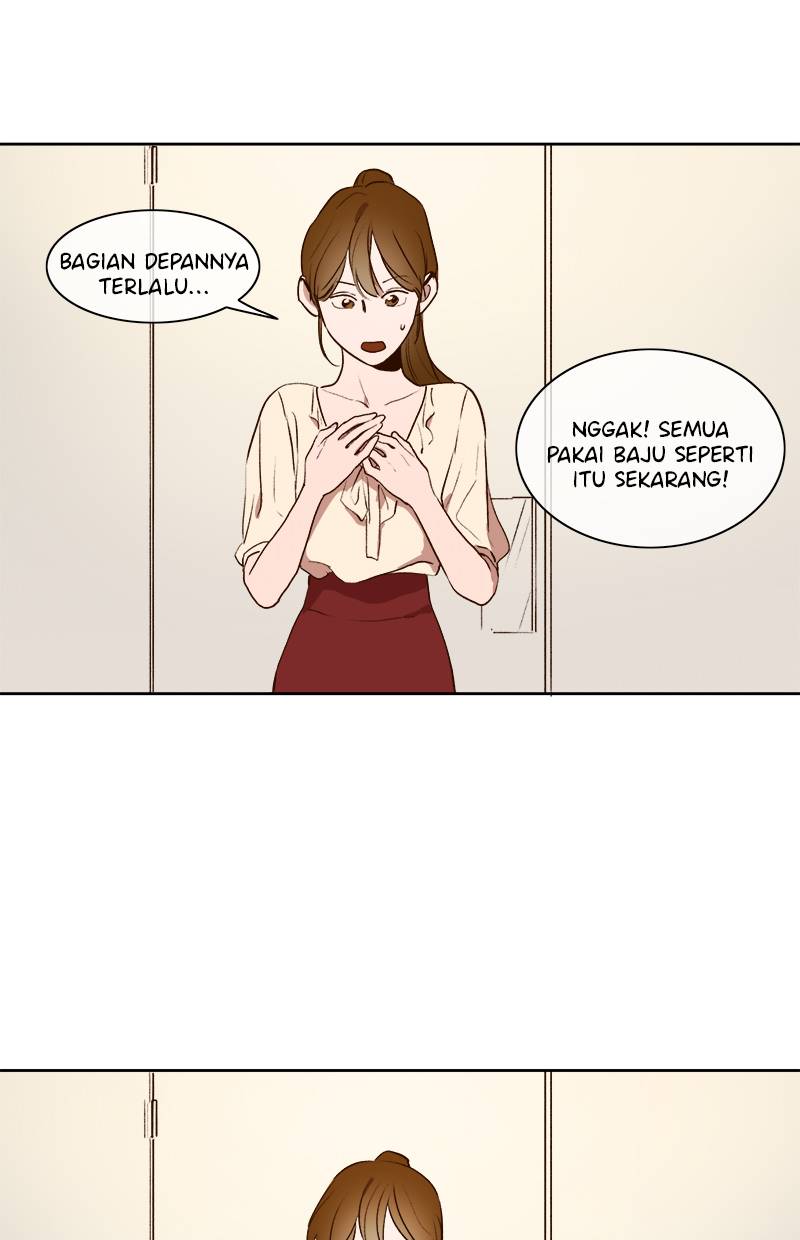 BAGIAN DEPANNYA
TERLALU...
NGGAK! SEMUA
PAKAI BAJU SEPERTI
ITU SEKARANG!